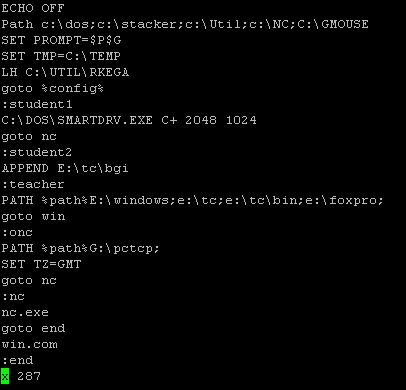 ECHO OFF
Path c:\dos;c:\stacker;c:\Util;c:\NC;C:\GMOUSE
SET PROMPT=$P$G
SET TMP=C:\TEMP
LH C:\UTIL\RKEGA
goto %config%
:student1
C:\DOS\SMARTDRV.EXE C+ 2048 1024
goto nc
:student2
APPEND E:\tc\bgi
:teacher
PATH %path%E:\windows;e:\tc;e:\tc\bin;e:\foxpro;
goto win
:onc
PATH %path%G:\pctcp;
SET TZ=GMT
goto nc
:nc
nc.exe
goto end
win.com
:end
x 287